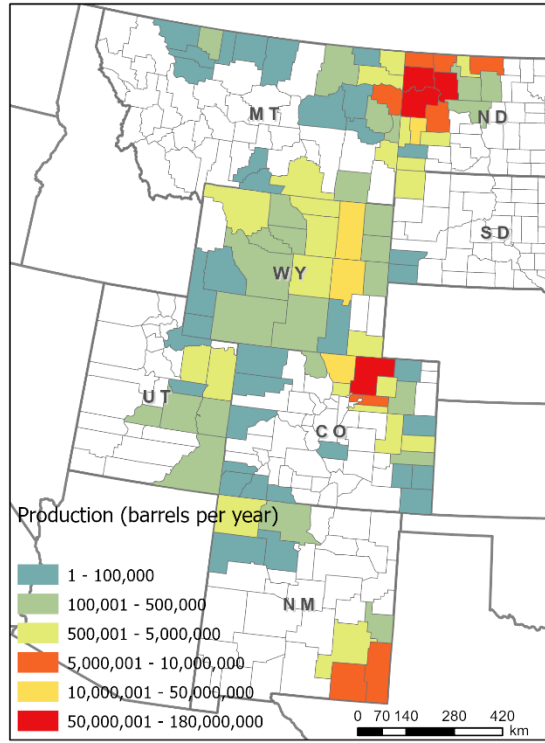 MT
ND
SD
WY
UT
CO
Production (barrels per year)
1 - 100,000
100,001 - 500,000
NM
500,001 - 5,000,000
5,000,001 - 10,000,000
10,000,001 - 50,000,000
50,000,001 - 180,000,000
0 70 140 280 420
km